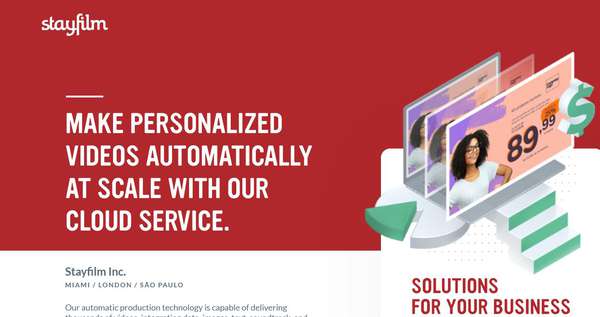 stayfilm
MAKE PERSONALIZED
VIDEOS AUTOMATICALLY
AT SCALE WITH OUR
CLOUD SERVICE.
89,99
$
Stayfilm Inc.
MIAMI / LONDON / SÃO PAULO
Our automatic production technology is capable of delivering
SOLUTIONS
FOR YOUR BUSINESS